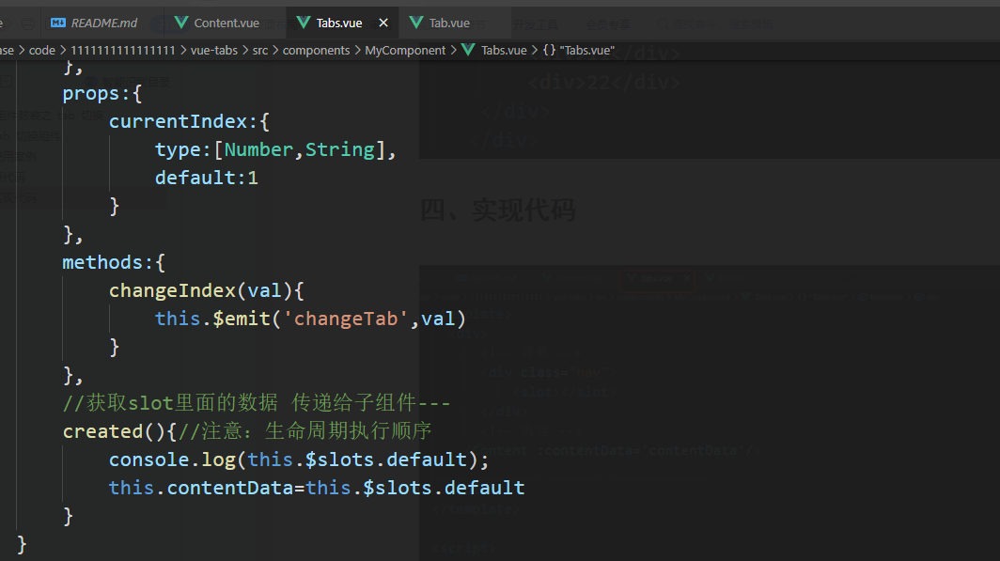 README.md Content.vue Tabs.vue × Tab.vue
ase > code > 1111111111111111 > vue-tabs > src > components > MyComponent > Tabs.vue > {} "Tabs.vue"
},
props:{
currentIndex:{
type:[Number,String],
default:1
}
},
methods:{
changeIndex(val){
this.$emit('changeTab',val)
}
},
//获取slot里面的数据 传递给子组件---
created(){//注意：生命周期执行顺序
console.log(this.$slots.default);
this.contentData=this.$slots.default
}
}
</div>
<div>22</div>
</div>
</div>
四、实现代码